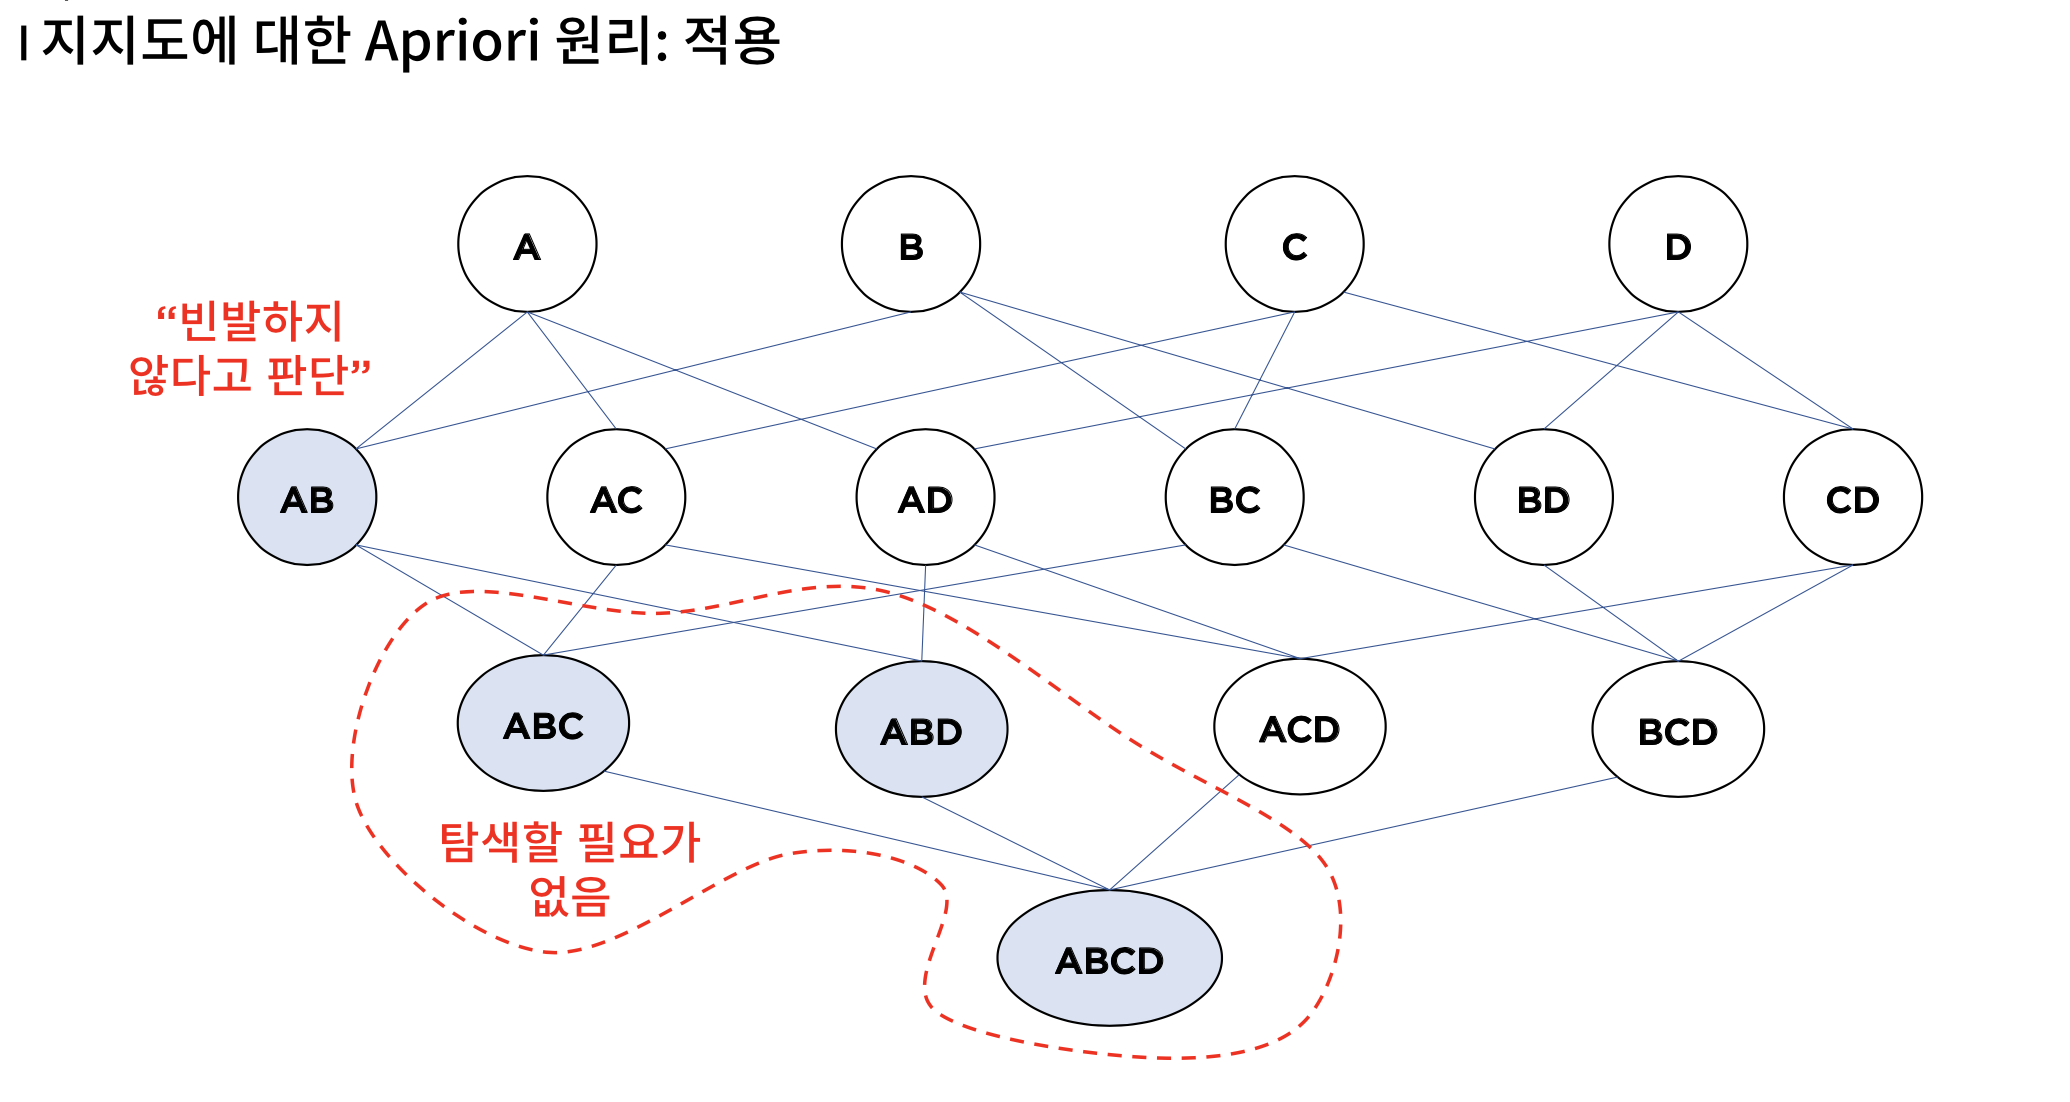 | 지지도에 대한 Apriori 원리: 적용
A
B
C
D
“빈발하지
않다고 판단”
AB
AC
AD
BC
BD
CD
ABC
ABD
ACD
BCD
탐색할 필요가
없음
ABCD